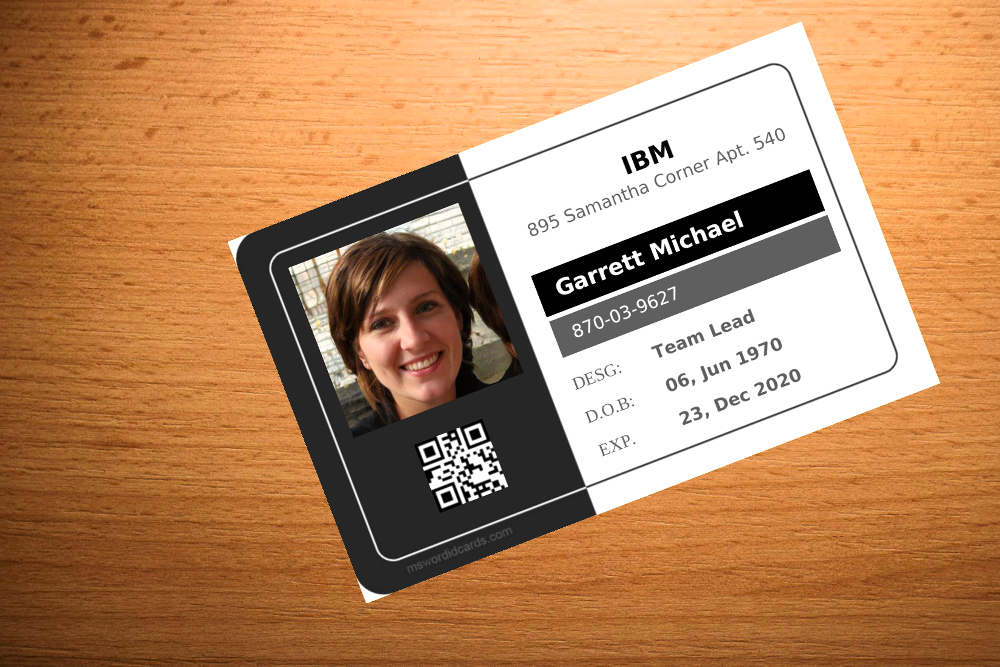 IBM
895 Samantha Corner Apt. 540
Garrett Michael
870-03-9627
DESG: Team Lead
D.O.B: 06, Jun 1970
EXP. 23, Dec 2020
mswordidcards.com